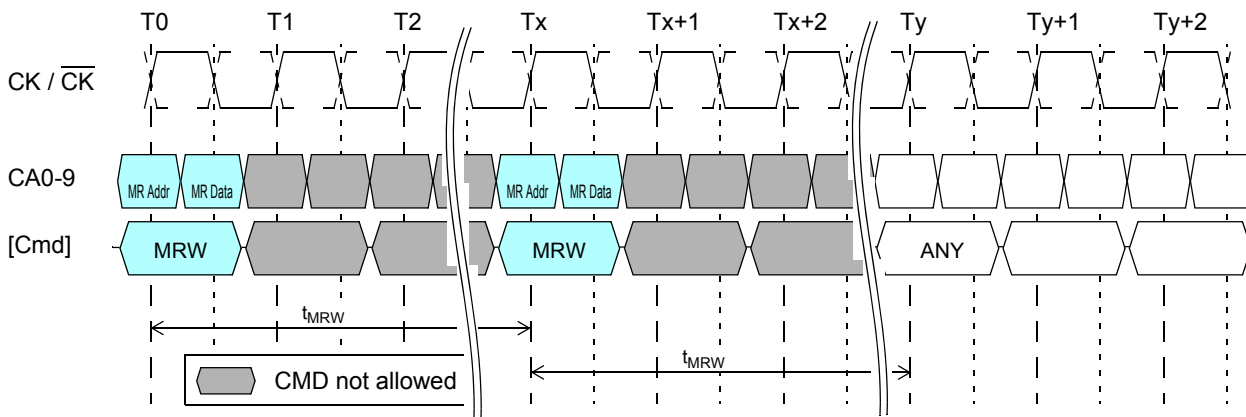 T0 T1 T2 Tx Tx+1 Tx+2 Ty Ty+1 Ty+2
CK / C̅K̅
CA0-9 MR Addr MR Data MR Addr MR Data
[Cmd] MRW MRW ANY
tMRW
tMRW
CMD not allowed